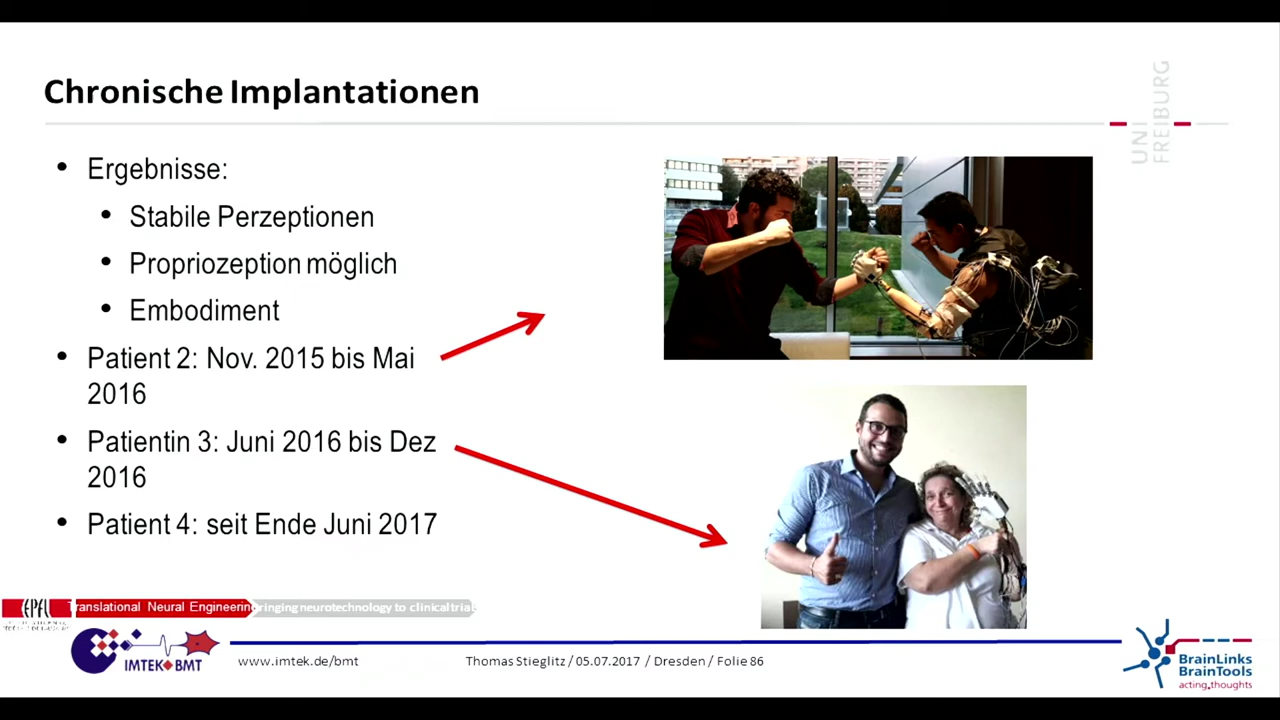 Chronische Implantationen
UNI
FREIBURG
• Ergebnisse:
• Stabile Perzeptionen
• Propriozeption möglich
• Embodiment
• Patient 2: Nov. 2015 bis Mai
2016
• Patientin 3: Juni 2016 bis Dez
2016
• Patient 4: seit Ende Juni 2017
EPFL
Translational Neural Engineering
ringing neurotechnology to clinical trials
IMTEK BMT
www.imtek.de/bmt
Thomas Stieglitz / 05.07.2017 / Dresden / Folie 86
BrainLinks
BrainTools
acting.thoughts